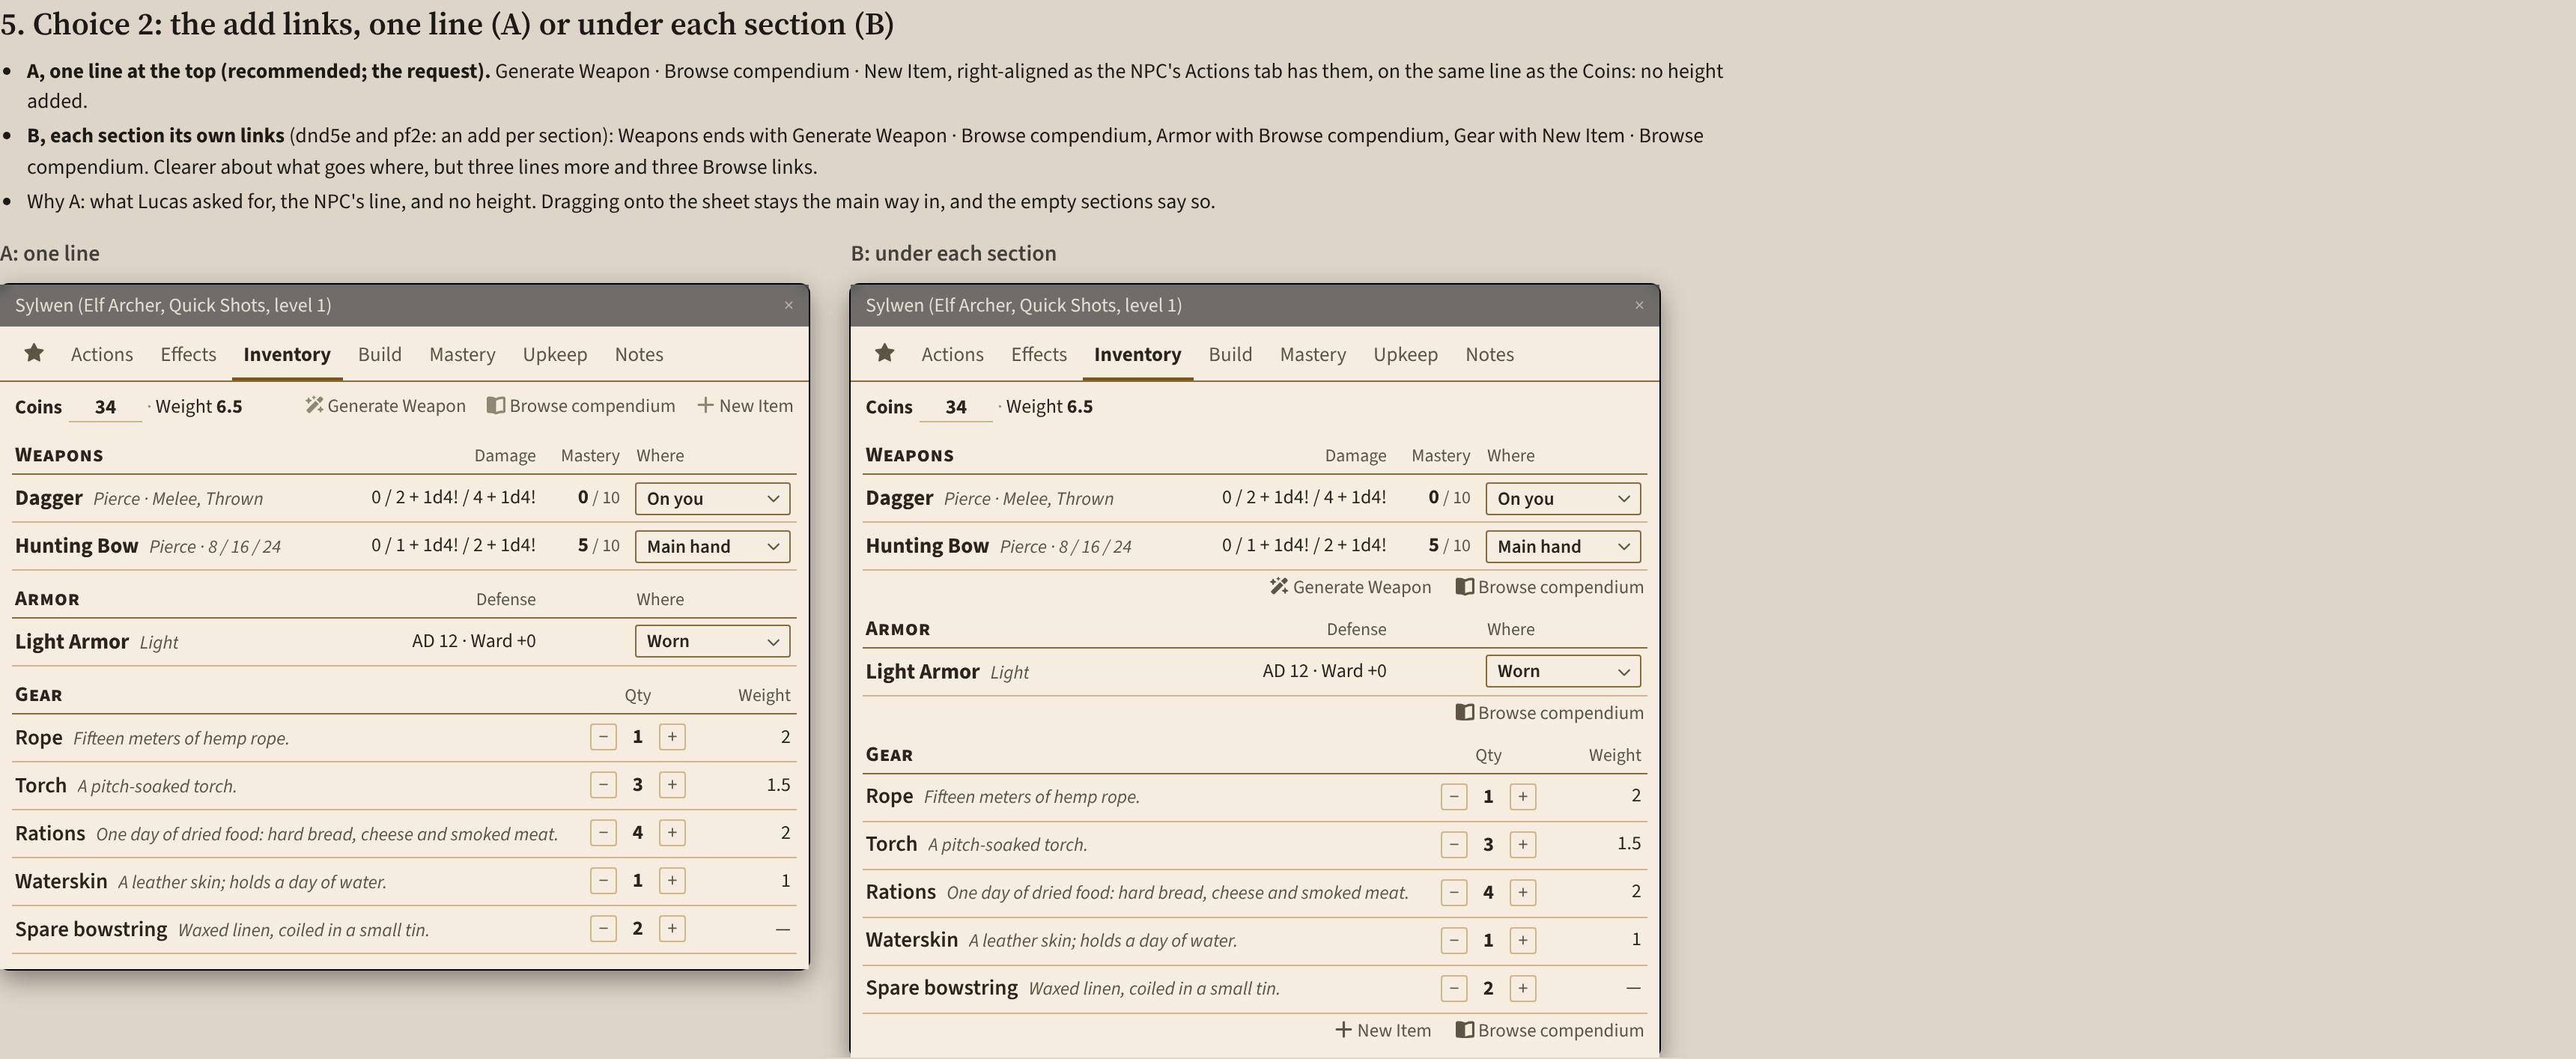 5. Choice 2: the add links, one line (A) or under each section (B)
• A, one line at the top (recommended; the request). Generate Weapon · Browse compendium · New Item, right-aligned as the NPC's Actions tab has them, on the same line as the Coins: no height
added.
• B, each section its own links (dnd5e and pf2e: an add per section): Weapons ends with Generate Weapon · Browse compendium, Armor with Browse compendium, Gear with New Item · Browse
compendium. Clearer about what goes where, but three lines more and three Browse links.
• Why A: what Lucas asked for, the NPC's line, and no height. Dragging onto the sheet stays the main way in, and the empty sections say so.
A: one line
Sylwen (Elf Archer, Quick Shots, level 1) ×
★ Actions Effects Inventory Build Mastery Upkeep Notes
Coins 34 · Weight 6.5 Generate Weapon Browse compendium + New Item
WEAPONS Damage Mastery Where
Dagger Pierce · Melee, Thrown 0 / 2 + 1d4! / 4 + 1d4! 0 / 10 On you
Hunting Bow Pierce · 8 / 16 / 24 0 / 1 + 1d4! / 2 + 1d4! 5 / 10 Main hand
ARMOR Defense Where
Light Armor Light AD 12 · Ward +0 Worn
GEAR Qty Weight
Rope Fifteen meters of hemp rope. − 1 + 2
Torch A pitch-soaked torch. − 3 + 1.5
Rations One day of dried food: hard bread, cheese and smoked meat. − 4 + 2
Waterskin A leather skin; holds a day of water. − 1 + 1
Spare bowstring Waxed linen, coiled in a small tin. − 2 + —
B: under each section
Sylwen (Elf Archer, Quick Shots, level 1) ×
★ Actions Effects Inventory Build Mastery Upkeep Notes
Coins 34 · Weight 6.5
WEAPONS Damage Mastery Where
Dagger Pierce · Melee, Thrown 0 / 2 + 1d4! / 4 + 1d4! 0 / 10 On you
Hunting Bow Pierce · 8 / 16 / 24 0 / 1 + 1d4! / 2 + 1d4! 5 / 10 Main hand
Generate Weapon Browse compendium
ARMOR Defense Where
Light Armor Light AD 12 · Ward +0 Worn
Browse compendium
GEAR Qty Weight
Rope Fifteen meters of hemp rope. − 1 + 2
Torch A pitch-soaked torch. − 3 + 1.5
Rations One day of dried food: hard bread, cheese and smoked meat. − 4 + 2
Waterskin A leather skin; holds a day of water. − 1 + 1
Spare bowstring Waxed linen, coiled in a small tin. − 2 + —
+ New Item Browse compendium